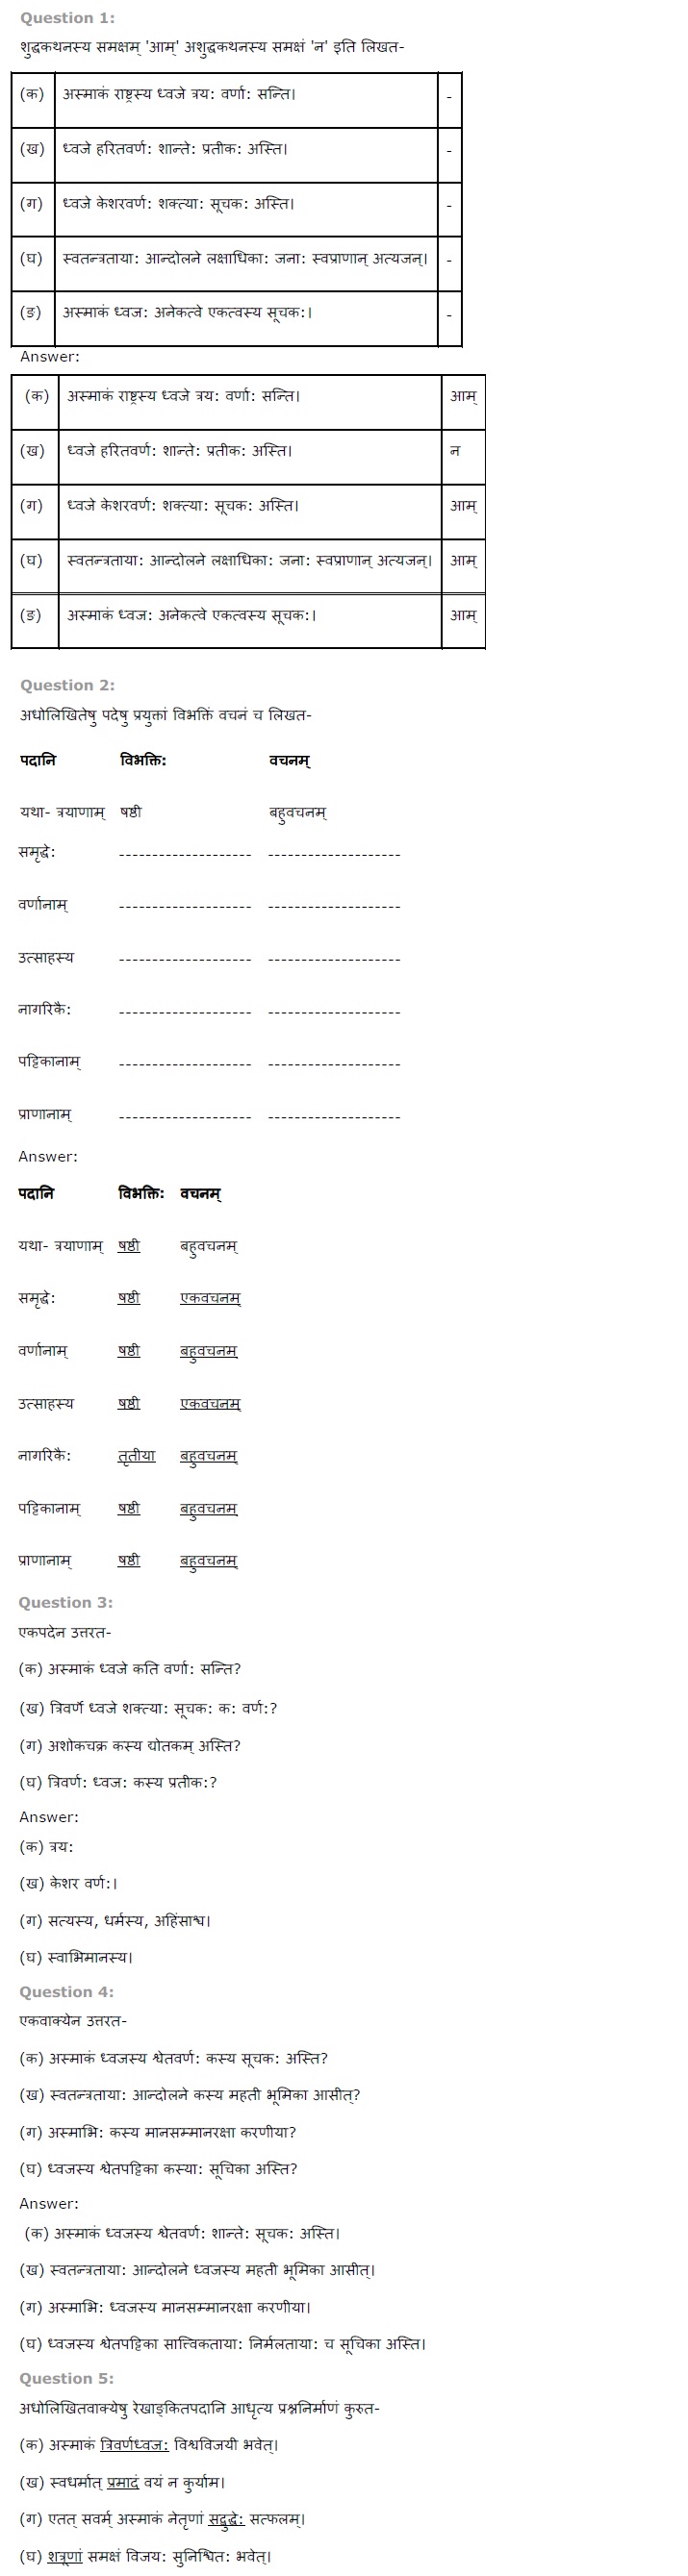 Question 1:
शुद्धकथनस्य समक्षम् 'आम्' अशुद्धकथनस्य समक्षं 'न' इति लिखत-
(क) अस्माकं राष्ट्रस्य ध्वजे त्रय: वर्णा: सन्ति। -
(ख) ध्वजे हरितवर्ण: शान्ते: प्रतीक: अस्ति। -
(ग) ध्वजे केशरवर्ण: शक्त्या: सूचक: अस्ति। -
(घ) स्वतन्त्रताया: आन्दोलने लक्षाधिका: जना: स्वप्राणान् अत्यजन्। -
(ङ) अस्माकं ध्वज: अनेकत्वे एकत्वस्य सूचक:। -
Answer:
(क) अस्माकं राष्ट्रस्य ध्वजे त्रय: वर्णा: सन्ति। आम्
(ख) ध्वजे हरितवर्ण: शान्ते: प्रतीक: अस्ति। न
(ग) ध्वजे केशरवर्ण: शक्त्या: सूचक: अस्ति। आम्
(घ) स्वतन्त्रताया: आन्दोलने लक्षाधिका: जना: स्वप्राणान् अत्यजन्। आम्
(ङ) अस्माकं ध्वज: अनेकत्वे एकत्वस्य सूचक:। आम्
Question 2:
अधोलिखितेषु पदेषु प्रयुक्तां विभक्तिं वचनं च लिखत-
पदानि विभक्ति: वचनम्
यथा- त्रयाणाम् षष्ठी बहुवचनम्
समृद्धे: -------------------- --------------------
वर्णानाम् -------------------- --------------------
उत्साहस्य -------------------- --------------------
नागरिकै: -------------------- --------------------
पट्टिकानाम् -------------------- --------------------
प्राणानाम् -------------------- --------------------
Answer:
पदानि विभक्ति: वचनम्
यथा- त्रयाणाम् षष्ठी बहुवचनम्
समृद्धे: षष्ठी एकवचनम्
वर्णानाम् षष्ठी बहुवचनम्
उत्साहस्य षष्ठी एकवचनम्
नागरिकै: तृतीया बहुवचनम्
पट्टिकानाम् षष्ठी बहुवचनम्
प्राणानाम् षष्ठी बहुवचनम्
Question 3:
एकपदेन उत्तरत-
(क) अस्माकं ध्वजे कति वर्णा: सन्ति?
(ख) त्रिवर्णे ध्वजे शक्त्या: सूचक: क: वर्ण:?
(ग) अशोकचक्र कस्य द्योतकम् अस्ति?
(घ) त्रिवर्ण: ध्वज: कस्य प्रतीक:?
Answer:
(क) त्रय:
(ख) केशर वर्ण:।
(ग) सत्यस्य, धर्मस्य, अहिंसाश्च।
(घ) स्वाभिमानस्य।
Question 4:
एकवाक्येन उत्तरत-
(क) अस्माकं ध्वजस्य श्वेतवर्ण: कस्य सूचक: अस्ति?
(ख) स्वतन्त्रताया: आन्दोलने कस्य महती भूमिका आसीत्?
(ग) अस्माभि: कस्य मानसम्मानरक्षा करणीया?
(घ) ध्वजस्य श्वेतपट्टिका कस्या: सूचिका अस्ति?
Answer:
(क) अस्माकं ध्वजस्य श्वेतवर्ण: शान्ते: सूचक: अस्ति।
(ख) स्वतन्त्रताया: आन्दोलने ध्वजस्य महती भूमिका आसीत्।
(ग) अस्माभि: ध्वजस्य मानसम्मानरक्षा करणीया।
(घ) ध्वजस्य श्वेतपट्टिका सात्त्विकताया: निर्मलताया: च सूचिका अस्ति।
Question 5:
अधोलिखितवाक्येषु रेखाङ्कितपदानि आधृत्य प्रश्ननिर्माणं कुरुत-
(क) अस्माकं त्रिवर्णध्वज: विश्वविजयी भवेत्।
(ख) स्वधर्मात् प्रमादं वयं न कुर्याम।
(ग) एतत् सवर्म् अस्माकं नेतृणां सद्बुद्धे: सत्फलम्।
(घ) शत्रूणां समक्षं विजय: सुनिश्चित: भवेत्।